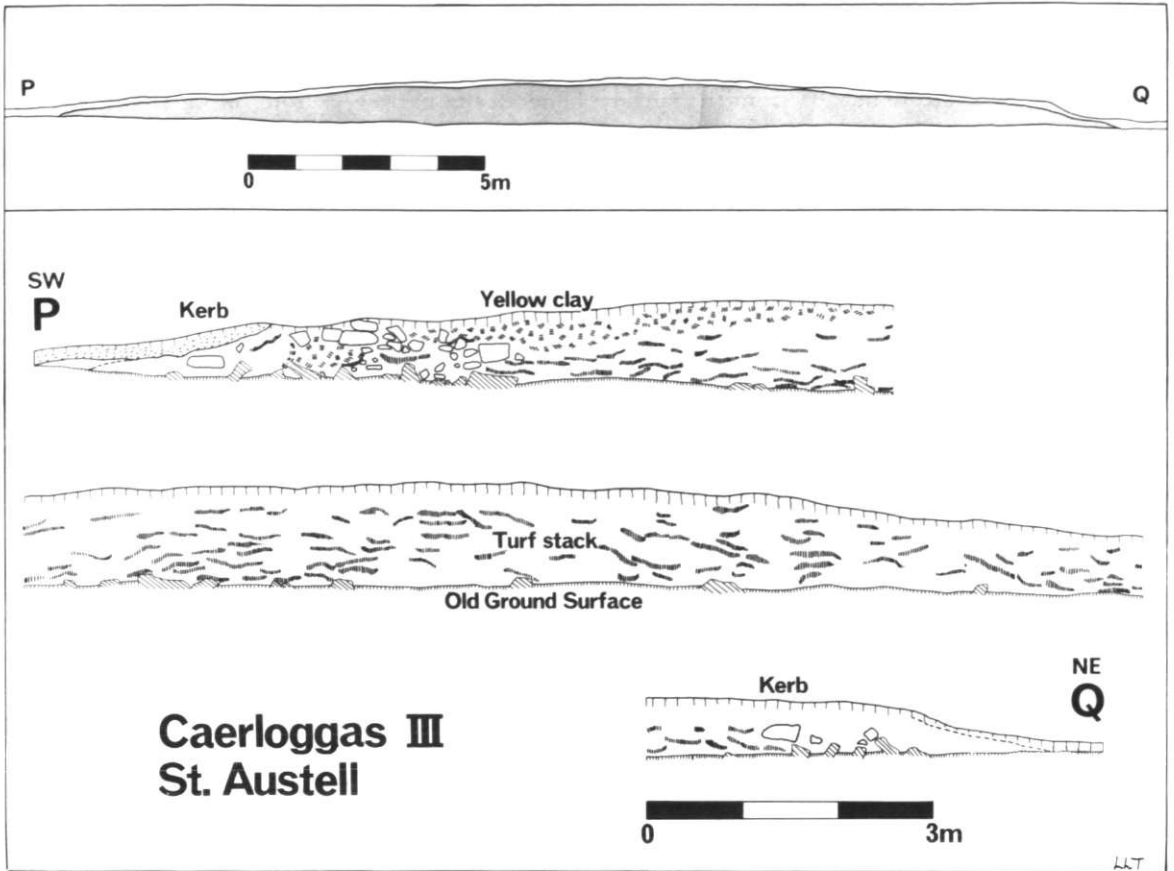 P
Q
0 5m
SW
P
Kerb
Yellow clay
Turf stack
Old Ground Surface
Kerb
NE
Q
Caerloggas III
St. Austell
0 3m
LLT